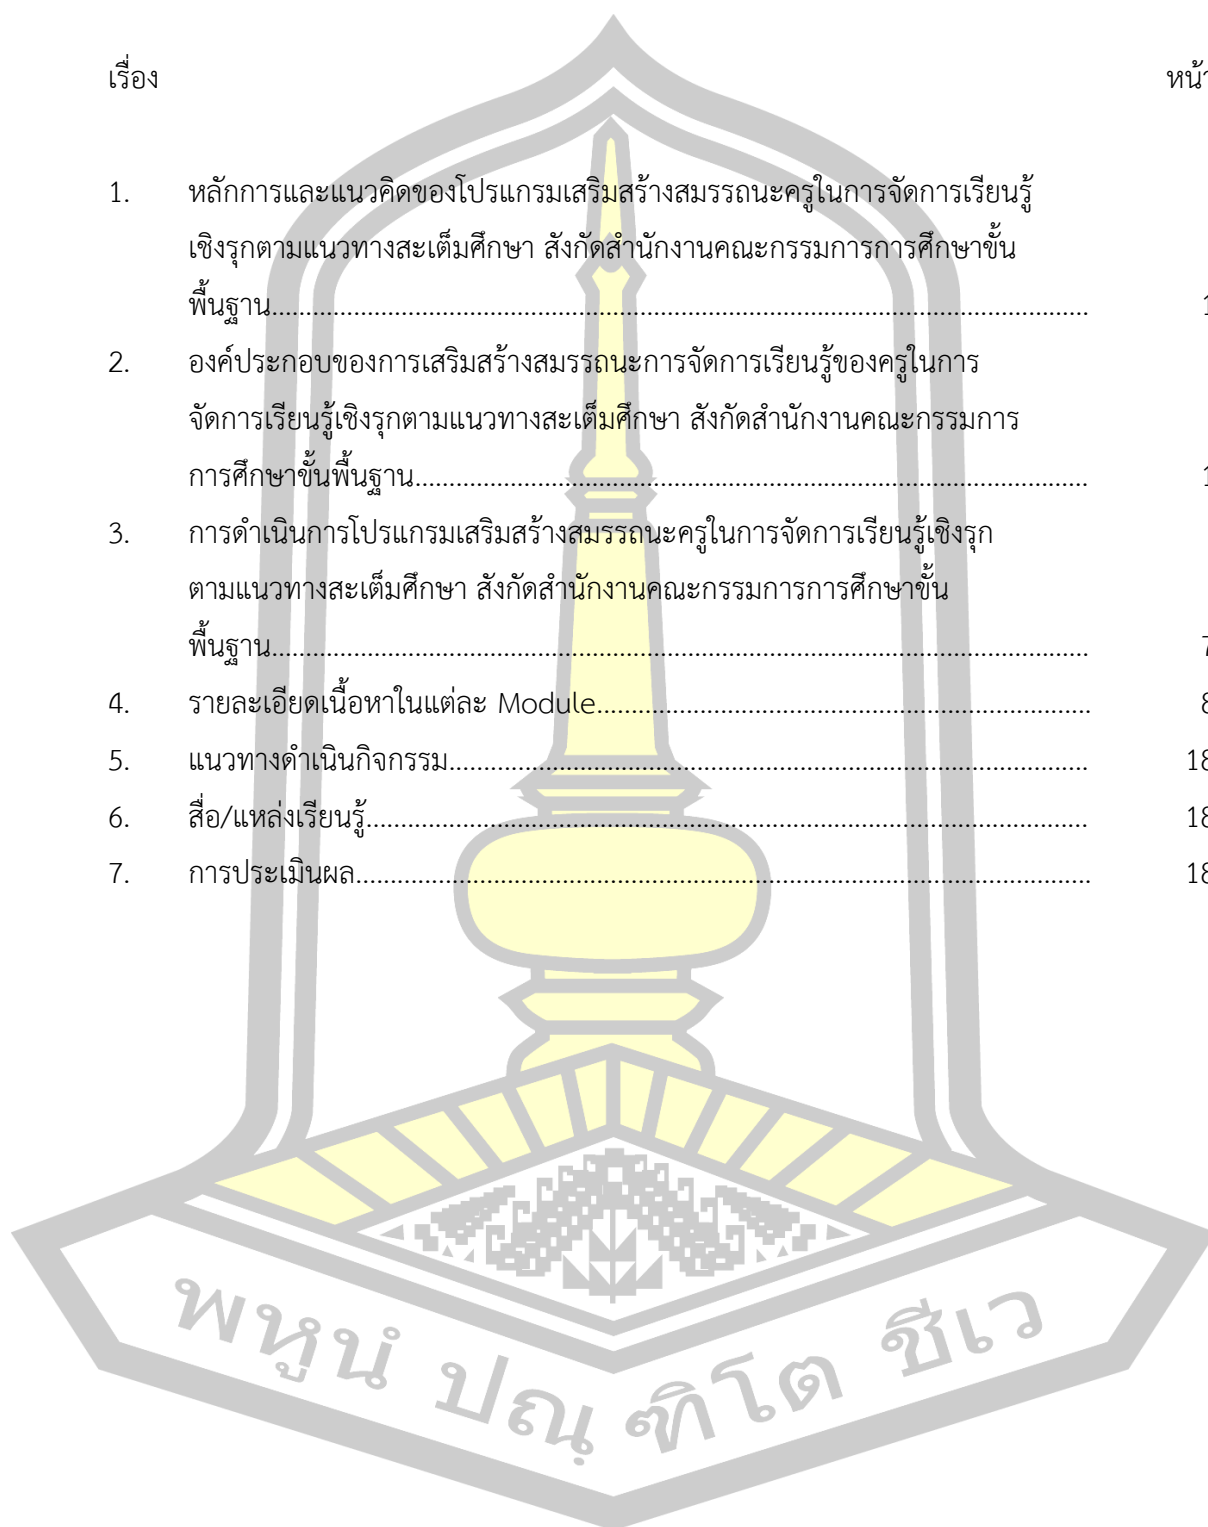 เรื่อง หน้า
1. หลักการและแนวคิดของโปรแกรมเสริมสร้างสมรรถนะครูในการจัดการเรียนรู้
เชิงรุกตามแนวทางสะเต็มศึกษา สังกัดสำนักงานคณะกรรมการการศึกษาขั้น
พื้นฐาน........................................................................................................................ 1
2. องค์ประกอบของการเสริมสร้างสมรรถนะการจัดการเรียนรู้ของครูในการ
จัดการเรียนรู้เชิงรุกตามแนวทางสะเต็มศึกษา สังกัดสำนักงานคณะกรรมการ
การศึกษาขั้นพื้นฐาน................................................................................................... 1
3. การดำเนินการโปรแกรมเสริมสร้างสมรรถนะครูในการจัดการเรียนรู้เชิงรุก
ตามแนวทางสะเต็มศึกษา สังกัดสำนักงานคณะกรรมการการศึกษาขั้น
พื้นฐาน........................................................................................................................ 7
4. รายละเอียดเนื้อหาในแต่ละ Module......................................................................... 8
5. แนวทางดำเนินกิจกรรม.............................................................................................. 18
6. สื่อ/แหล่งเรียนรู้.......................................................................................................... 18
7. การประเมินผล............................................................................................................ 18
พหูนํ ปณฺฑิโต ชีเว